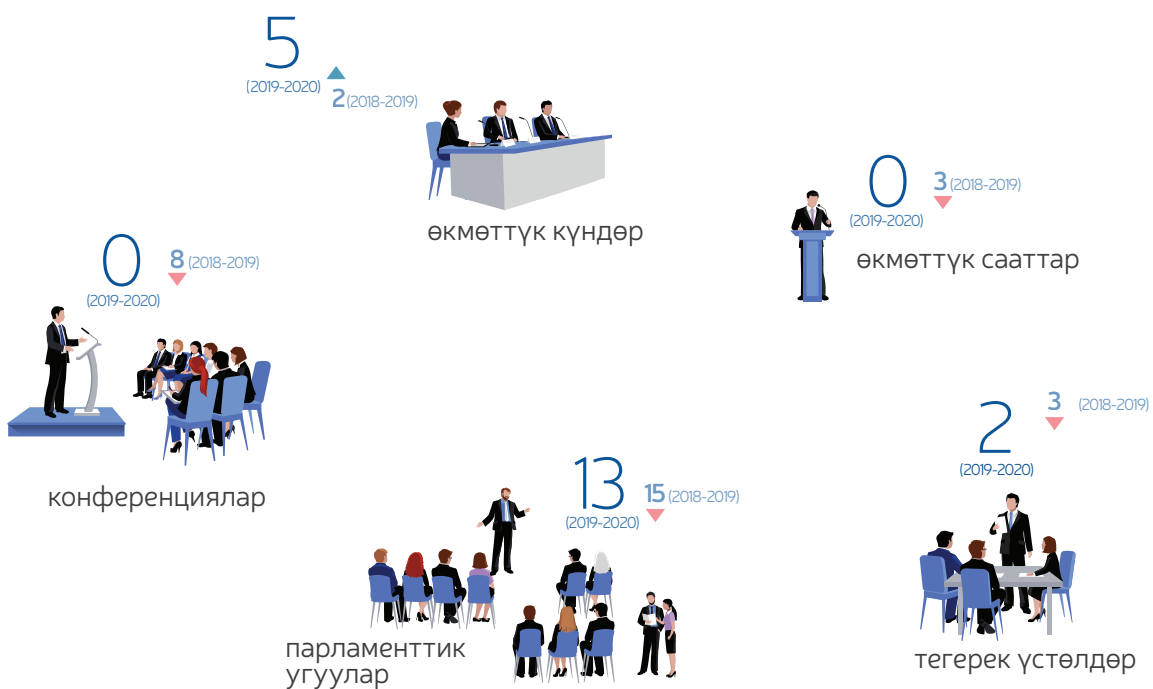 5
(2019-2020)
2 (2018-2019)
өкмөттүк күндөр
0
(2019-2020)
3 (2018-2019)
өкмөттүк сааттар
0
(2019-2020)
8 (2018-2019)
конференциялар
13
(2019-2020)
15 (2018-2019)
парламенттик
угуулар
2
(2019-2020)
3 (2018-2019)
тегерек үстөлдөр